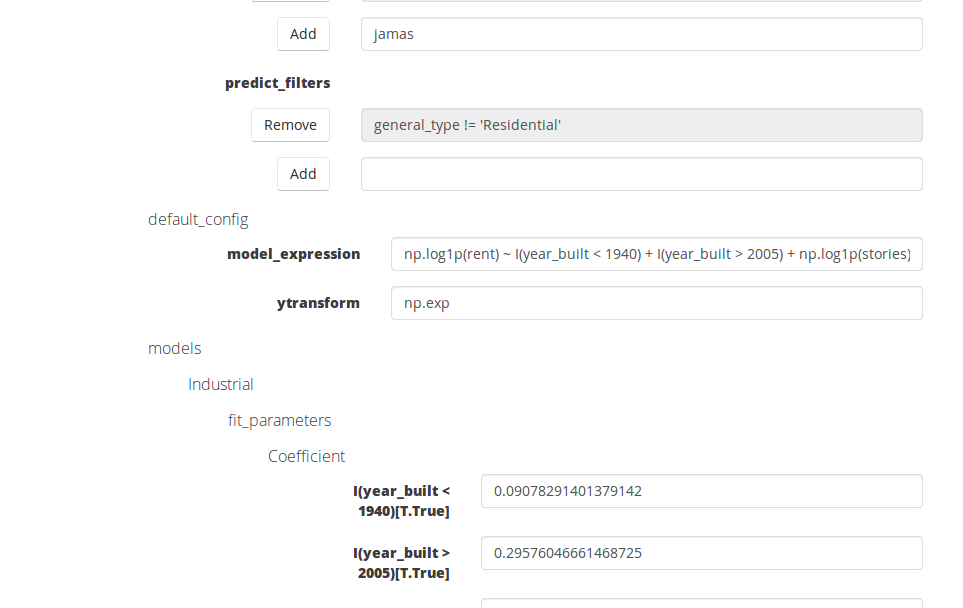 Add jamas
predict_filters
Remove general_type != 'Residential'
Add
default_config
model_expression np.log1p(rent) ~ I(year_built < 1940) + I(year_built > 2005) + np.log1p(stories)
ytransform np.exp
models
Industrial
fit_parameters
Coefficient
I(year_built < 0.09078291401379142
1940)[T.True]
I(year_built > 0.29576046661468725
2005)[T.True]